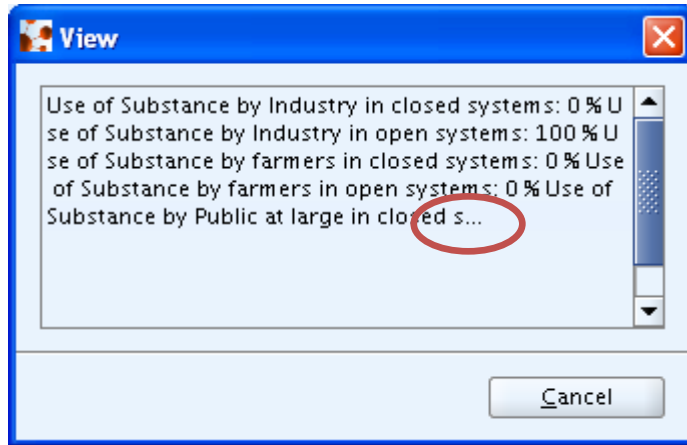 View
Use of Substance by Industry in closed systems: 0 % U
se of Substance by Industry in open systems: 100 % U
se of Substance by farmers in closed systems: 0 % Use
of Substance by farmers in open systems: 0 % Use of
Substance by Public at large in closed s...
Cancel